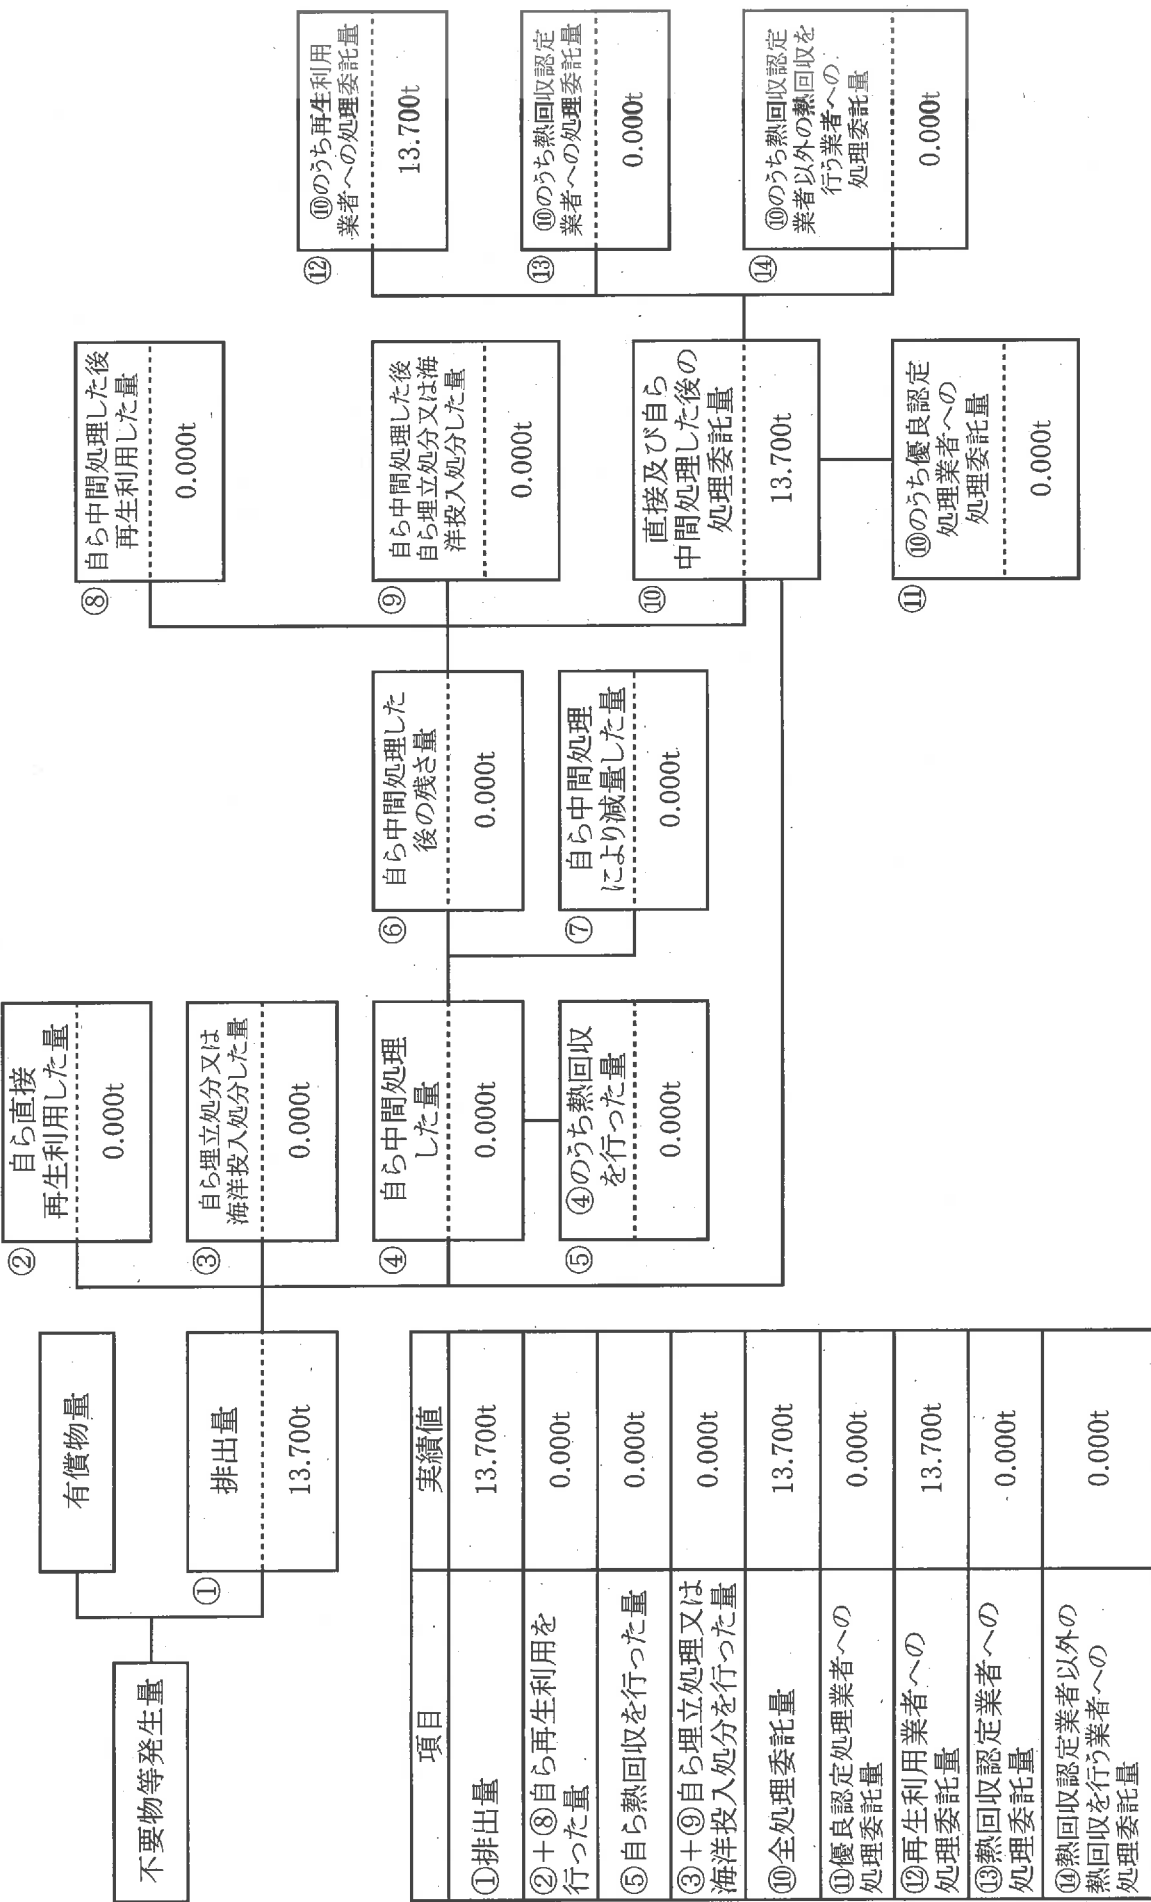 不要物等発生量
有償物量
①
排出量
13.700t
②
自ら直接
再生利用した量
0.000t
③
自ら埋立処分又は
海洋投入処分した量
0.000t
④
自ら中間処理
した量
0.000t
⑤
④のうち熱回収
を行った量
0.000t
⑥
自ら中間処理した
後の残さ量
0.000t
⑦
自ら中間処理
により減量した量
0.000t
⑧
自ら中間処理した後
再生利用した量
0.000t
⑨
自ら中間処理した後
自ら埋立処分又は海
洋投入処分した量
0.000t
⑩
直接及び自ら
中間処理した後の
処理委託量
13.700t
⑪
⑩のうち優良認定
処理業者への
処理委託量
0.000t
⑫
⑩のうち再生利用
業者への処理委託量
13.700t
⑬
⑩のうち熱回収認定
業者への処理委託量
0.000t
⑭
⑩のうち熱回収認定
業者以外の熱回収を
行う業者への
処理委託量
0.000t
項目 実績値
①排出量 13.700t
②+⑧自ら再生利用を
行った量 0.000t
⑤自ら熱回収を行った量 0.000t
③+⑨自ら埋立処理又は
海洋投入処分を行った量 0.000t
⑩全処理委託量 13.700t
⑪優良認定処理業者への
処理委託量 0.000t
⑫再生利用業者への
処理委託量 13.700t
⑬熱回収認定業者への
処理委託量 0.000t
⑭熱回収認定業者以外の
熱回収を行う業者への
処理委託量 0.000t